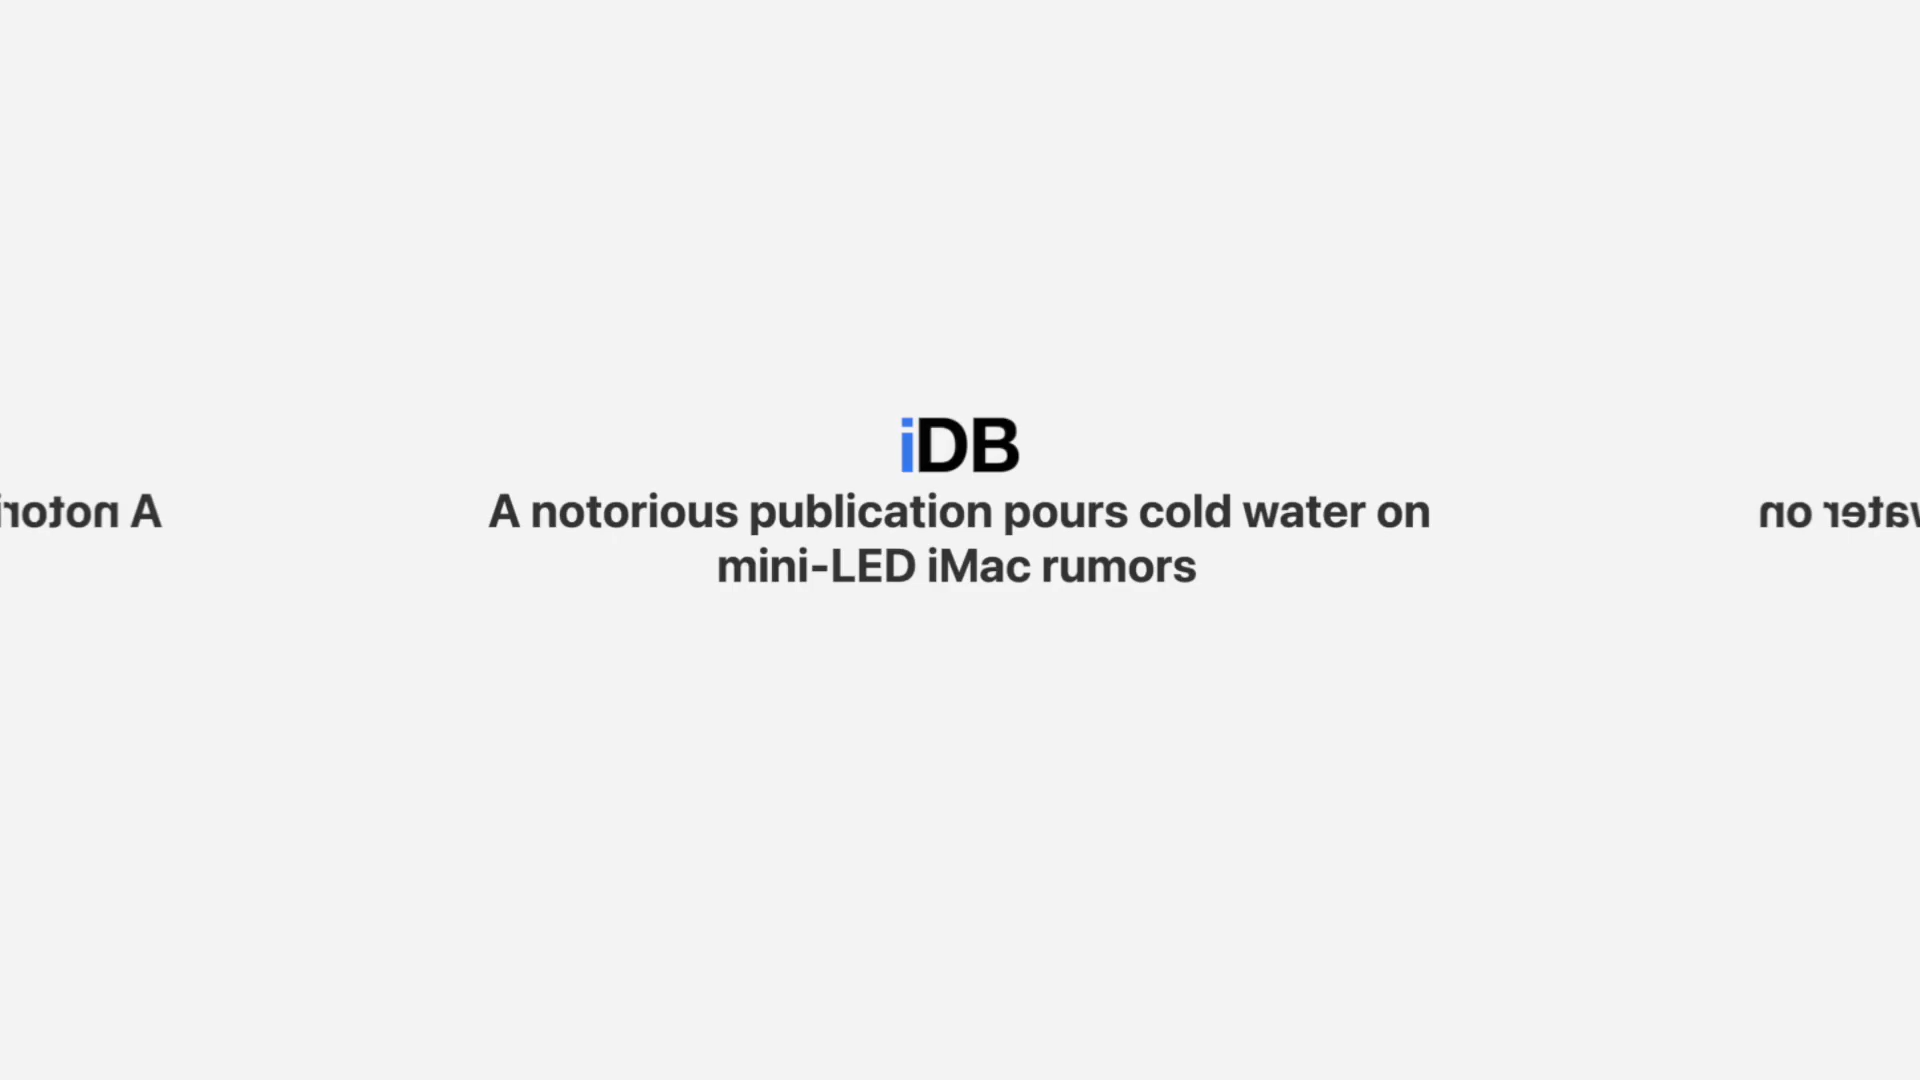 iDB
A notorious publication pours cold water on
mini-LED iMac rumors